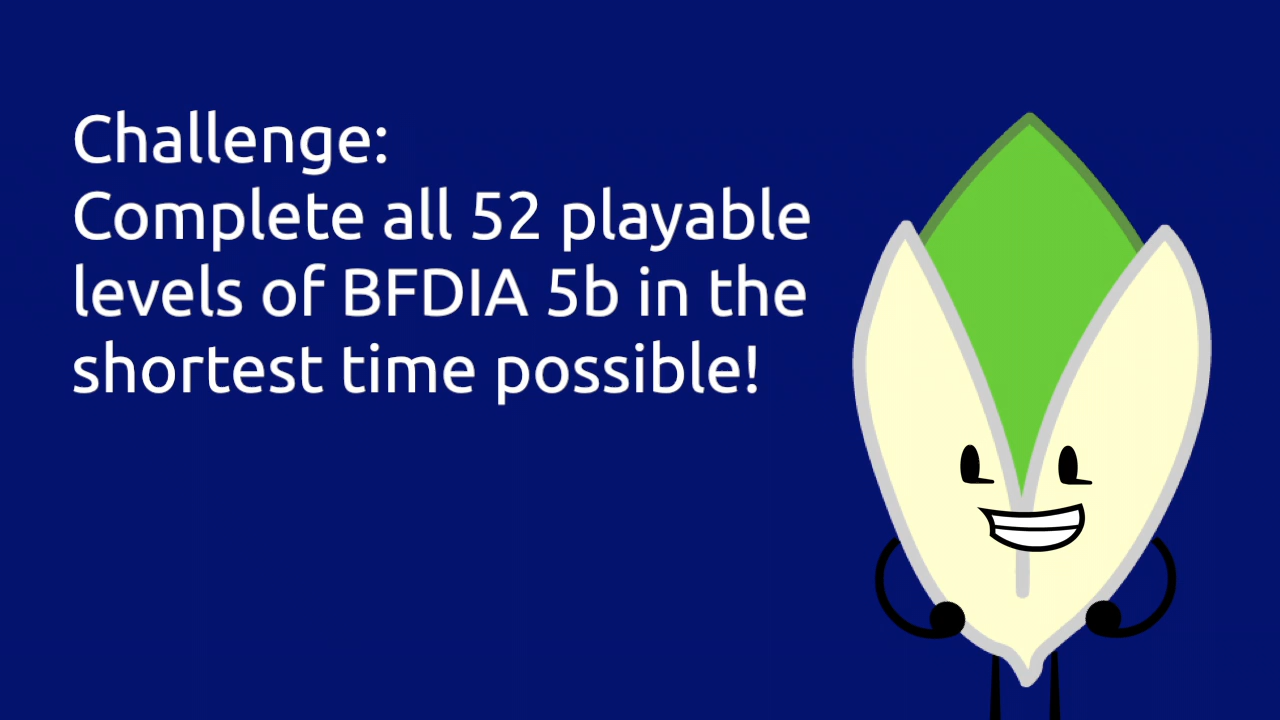 Challenge:
Complete all 52 playable
levels of BFDIA 5b in the
shortest time possible!